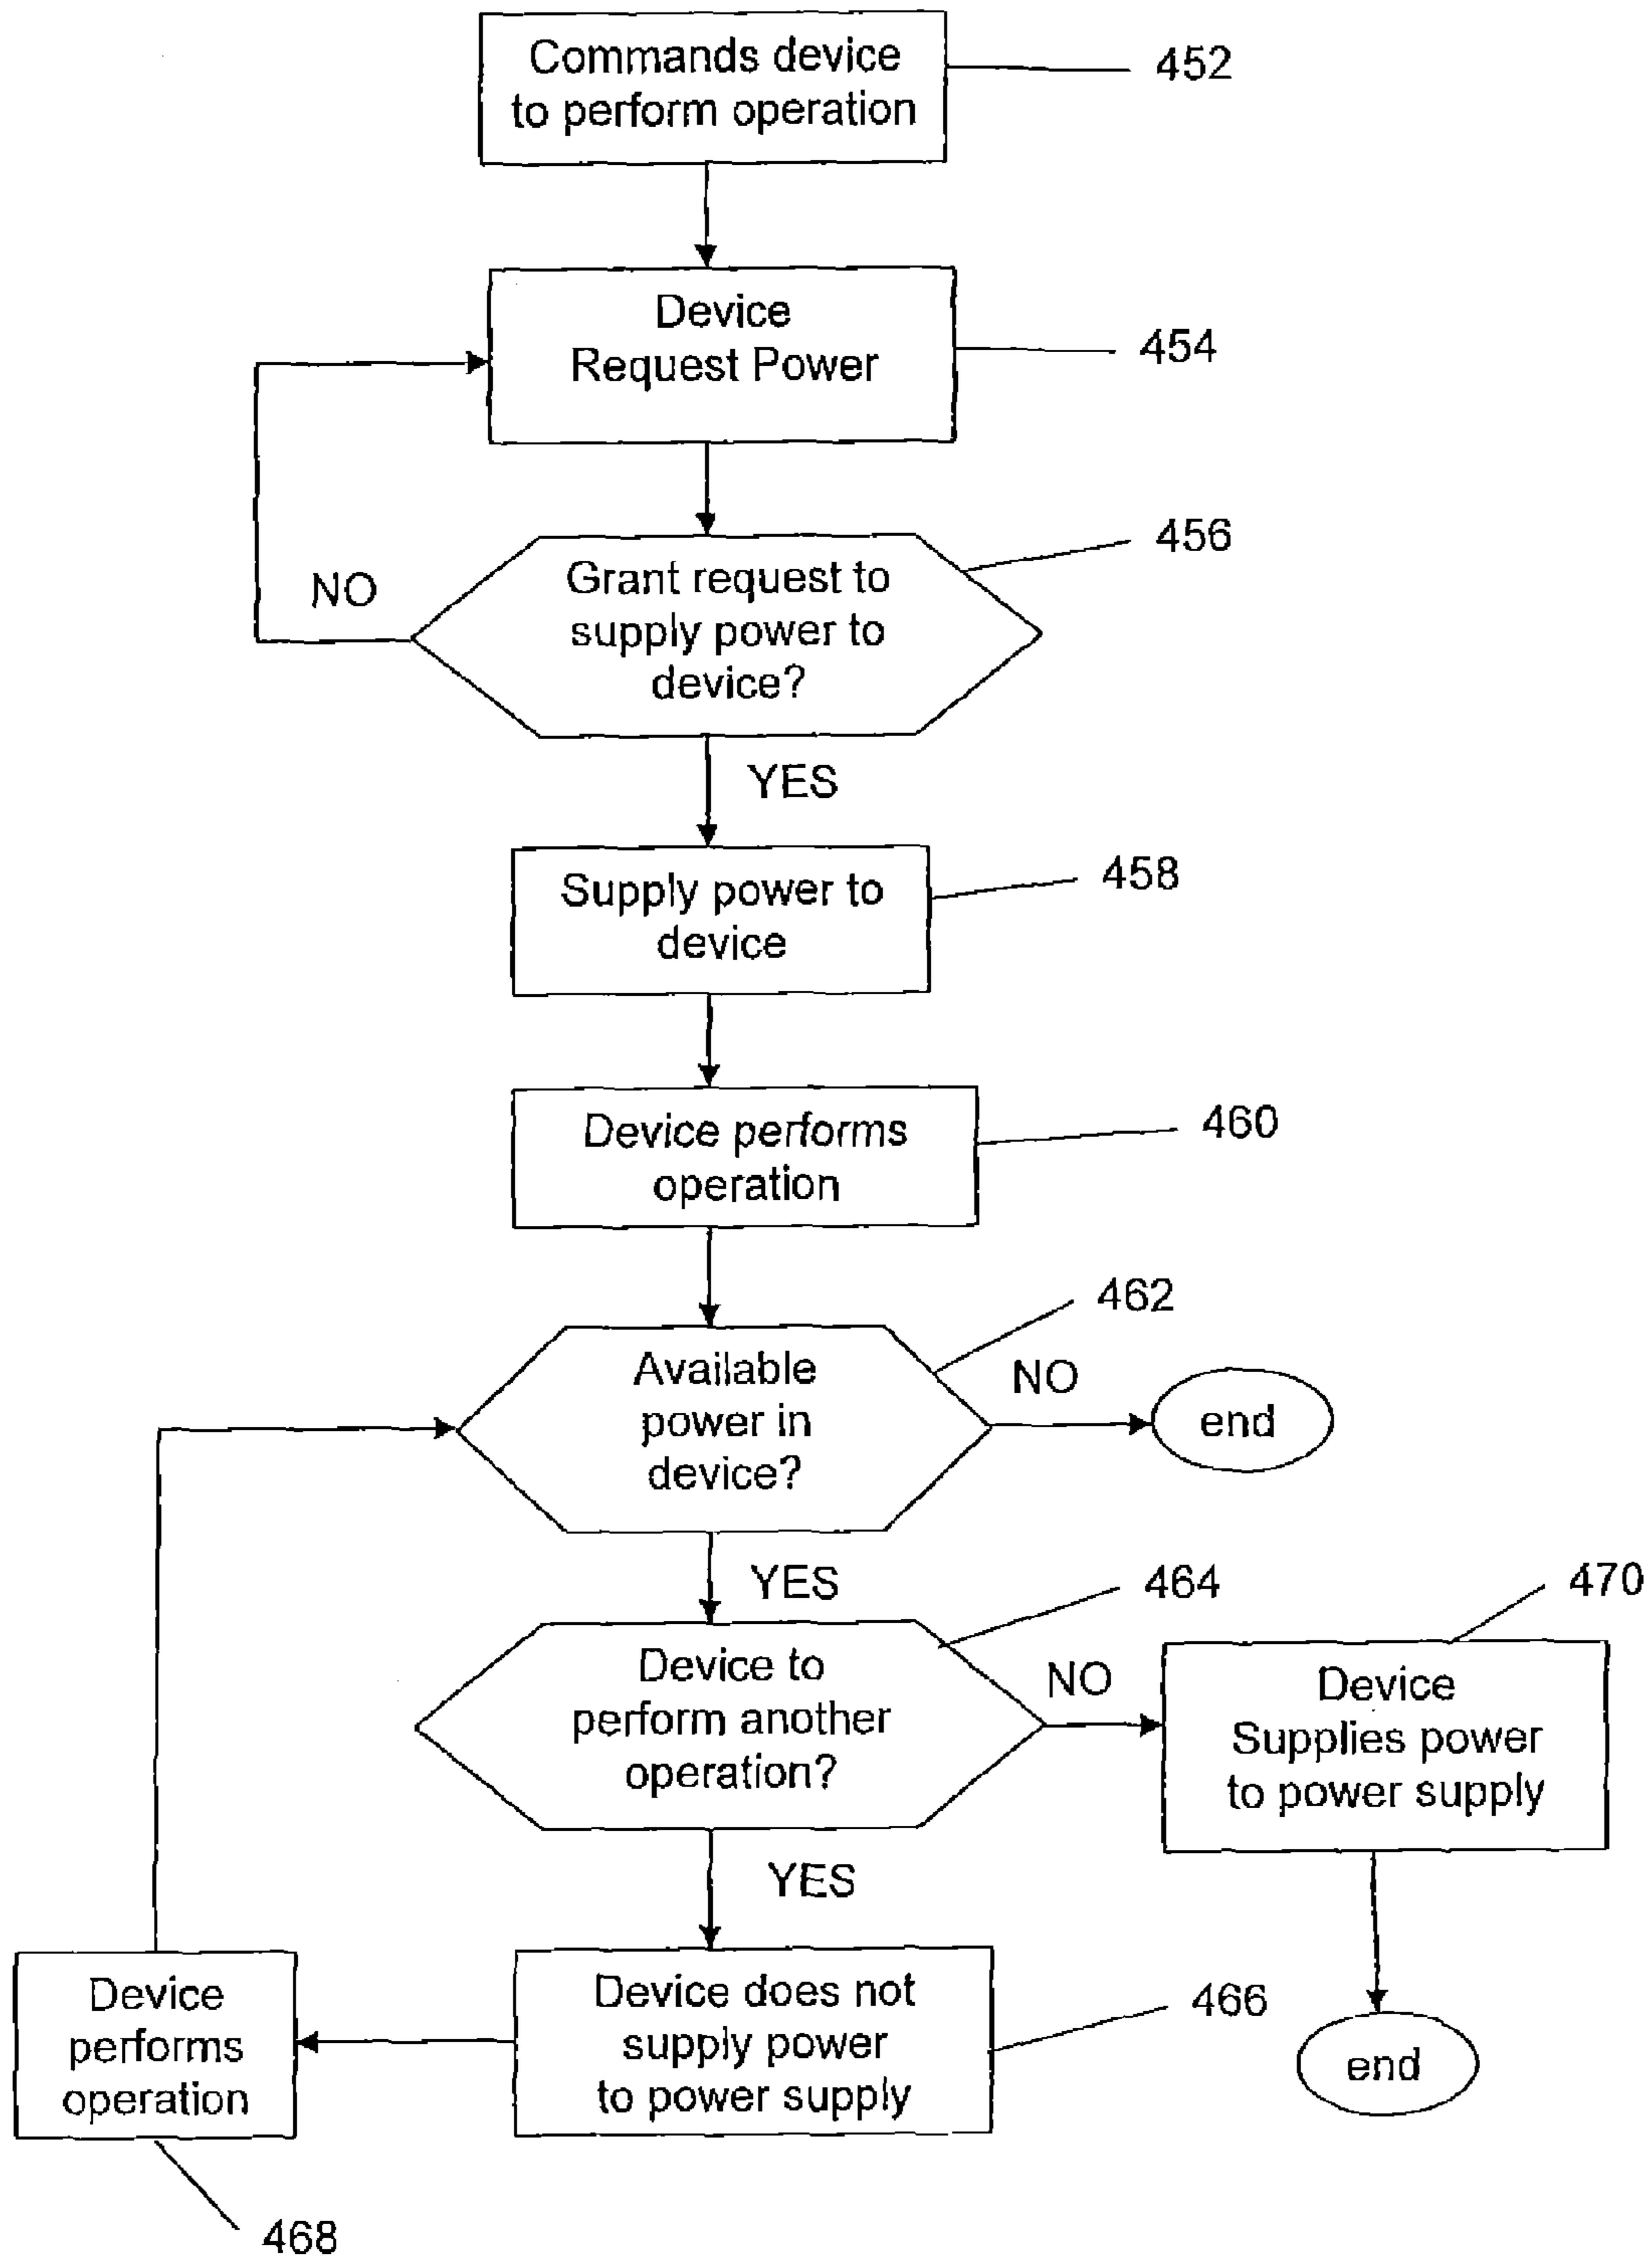 Commands device
to perform operation
452
Device
Request Power
454
Grant request to
supply power to
device?
456
NO
YES
Supply power to
device
458
Device performs
operation
460
Available
power in
device?
462
NO
end
YES
Device to
perform another
operation?
464
NO
470
Device
Supplies power
to power supply
YES
Device does not
supply power
to power supply
466
end
Device
performs
operation
468